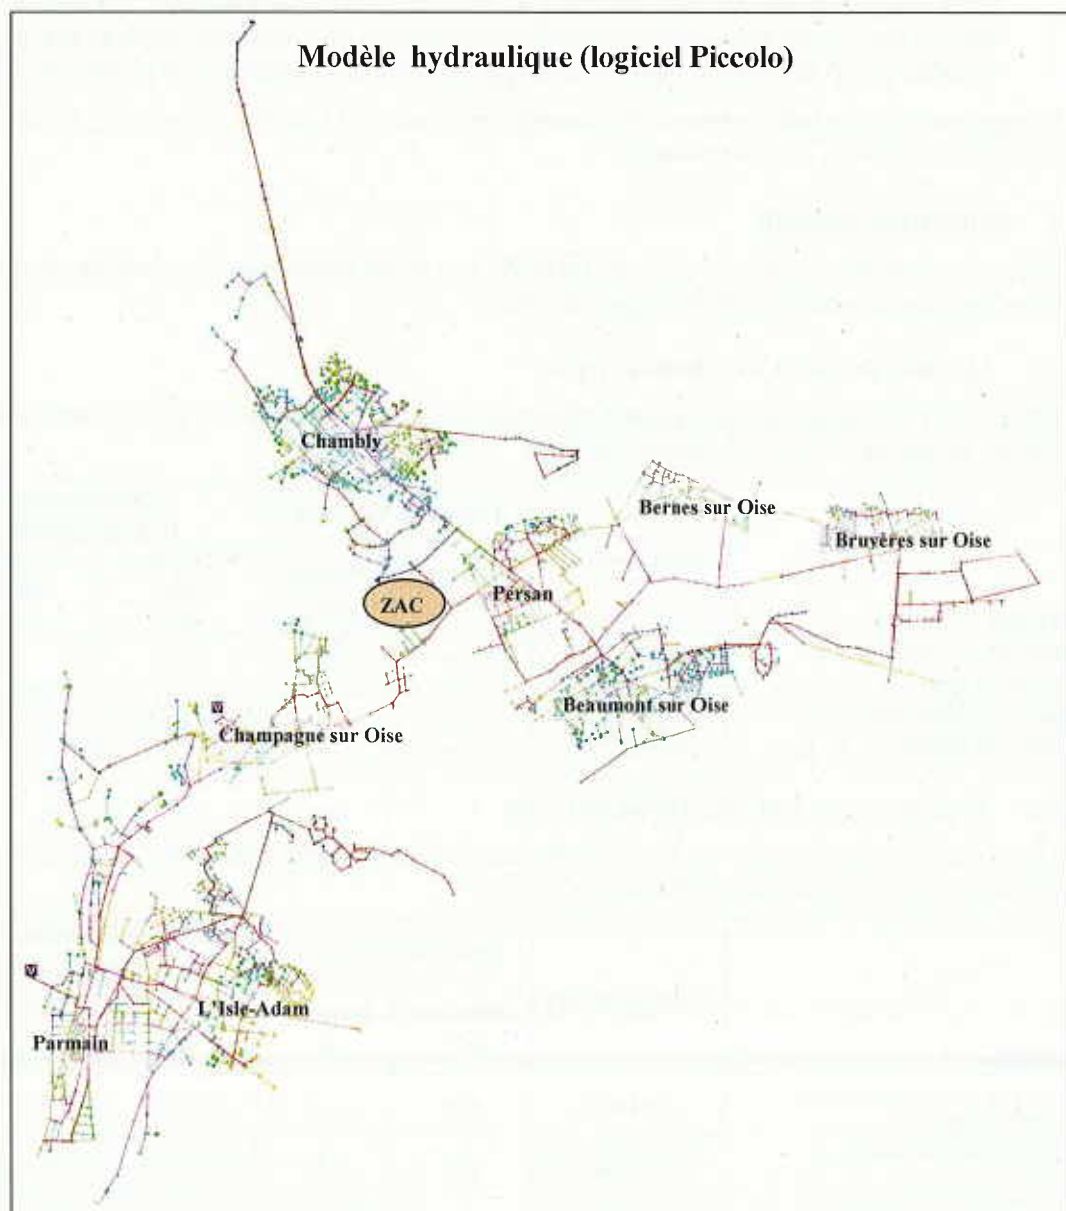 Modèle hydraulique (logiciel Piccolo)
Chambly
Bernes sur Oise
Bruyères sur Oise
Persan
ZAC
Beaumont sur Oise
Champagne sur Oise
L'Isle-Adam
Parmain